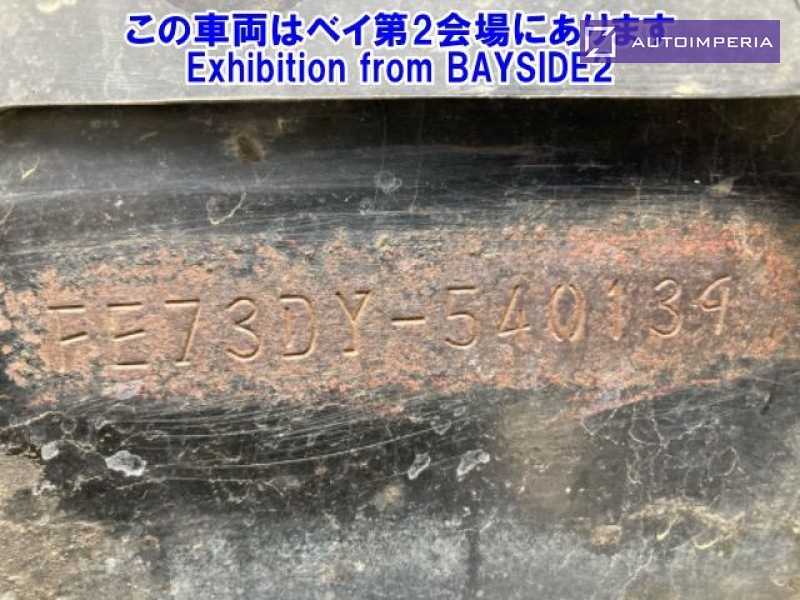 この車両はベイ第2会場にあります
Exhibition from BAYSIDE2
AUTOIMPERIA
FE73DY-540139